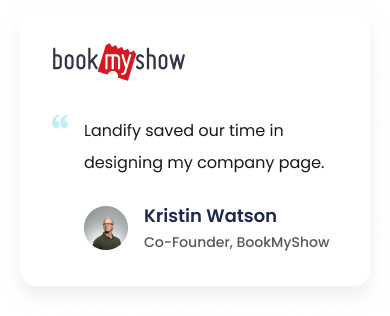 bookmyshow
“
Landify saved our time in
designing my company page.
Kristin Watson
Co-Founder, BookMyShow